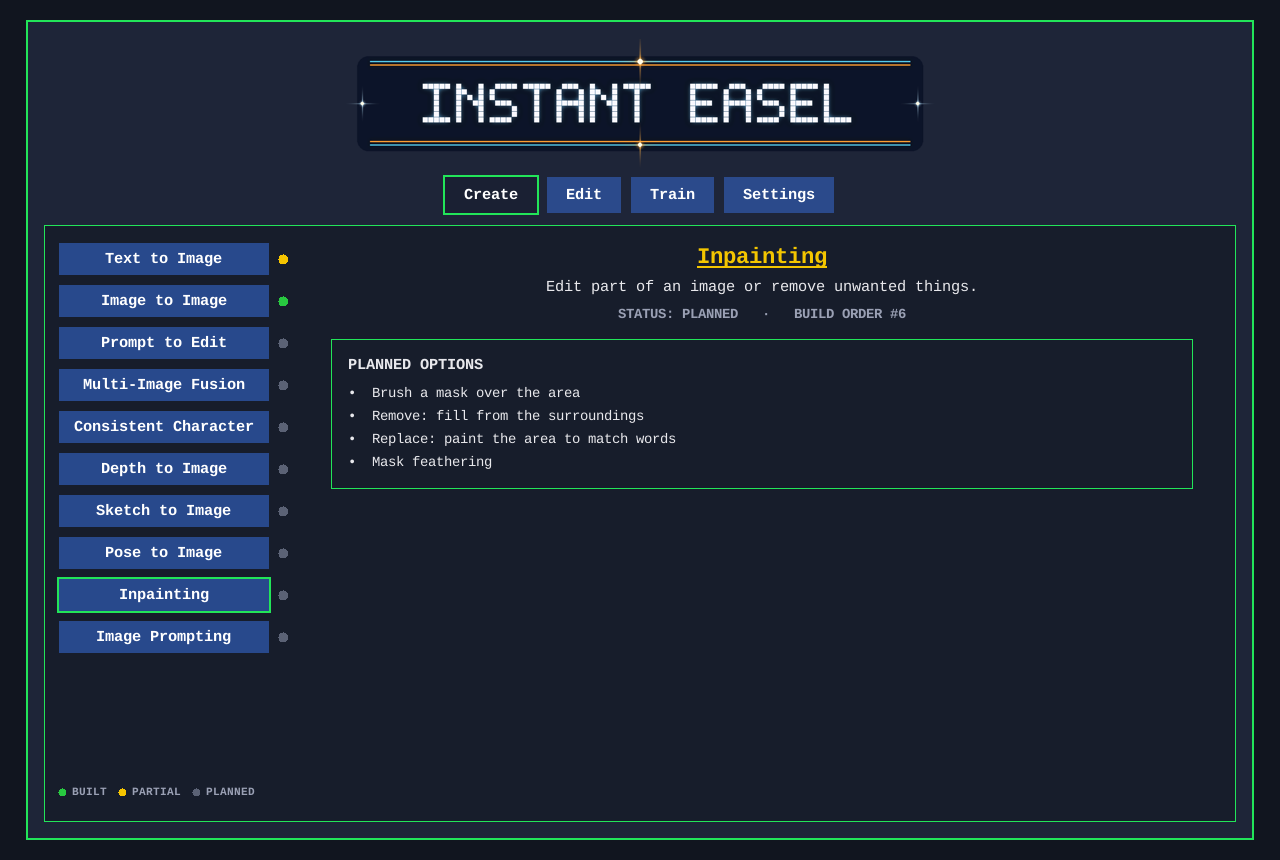 INSTANT EASEL
Create
Edit
Train
Settings
Text to Image
Image to Image
Prompt to Edit
Multi-Image Fusion
Consistent Character
Depth to Image
Sketch to Image
Pose to Image
Inpainting
Image Prompting
BUILT
PARTIAL
PLANNED
Inpainting
Edit part of an image or remove unwanted things.
STATUS: PLANNED · BUILD ORDER #6
PLANNED OPTIONS
• Brush a mask over the area
• Remove: fill from the surroundings
• Replace: paint the area to match words
• Mask feathering